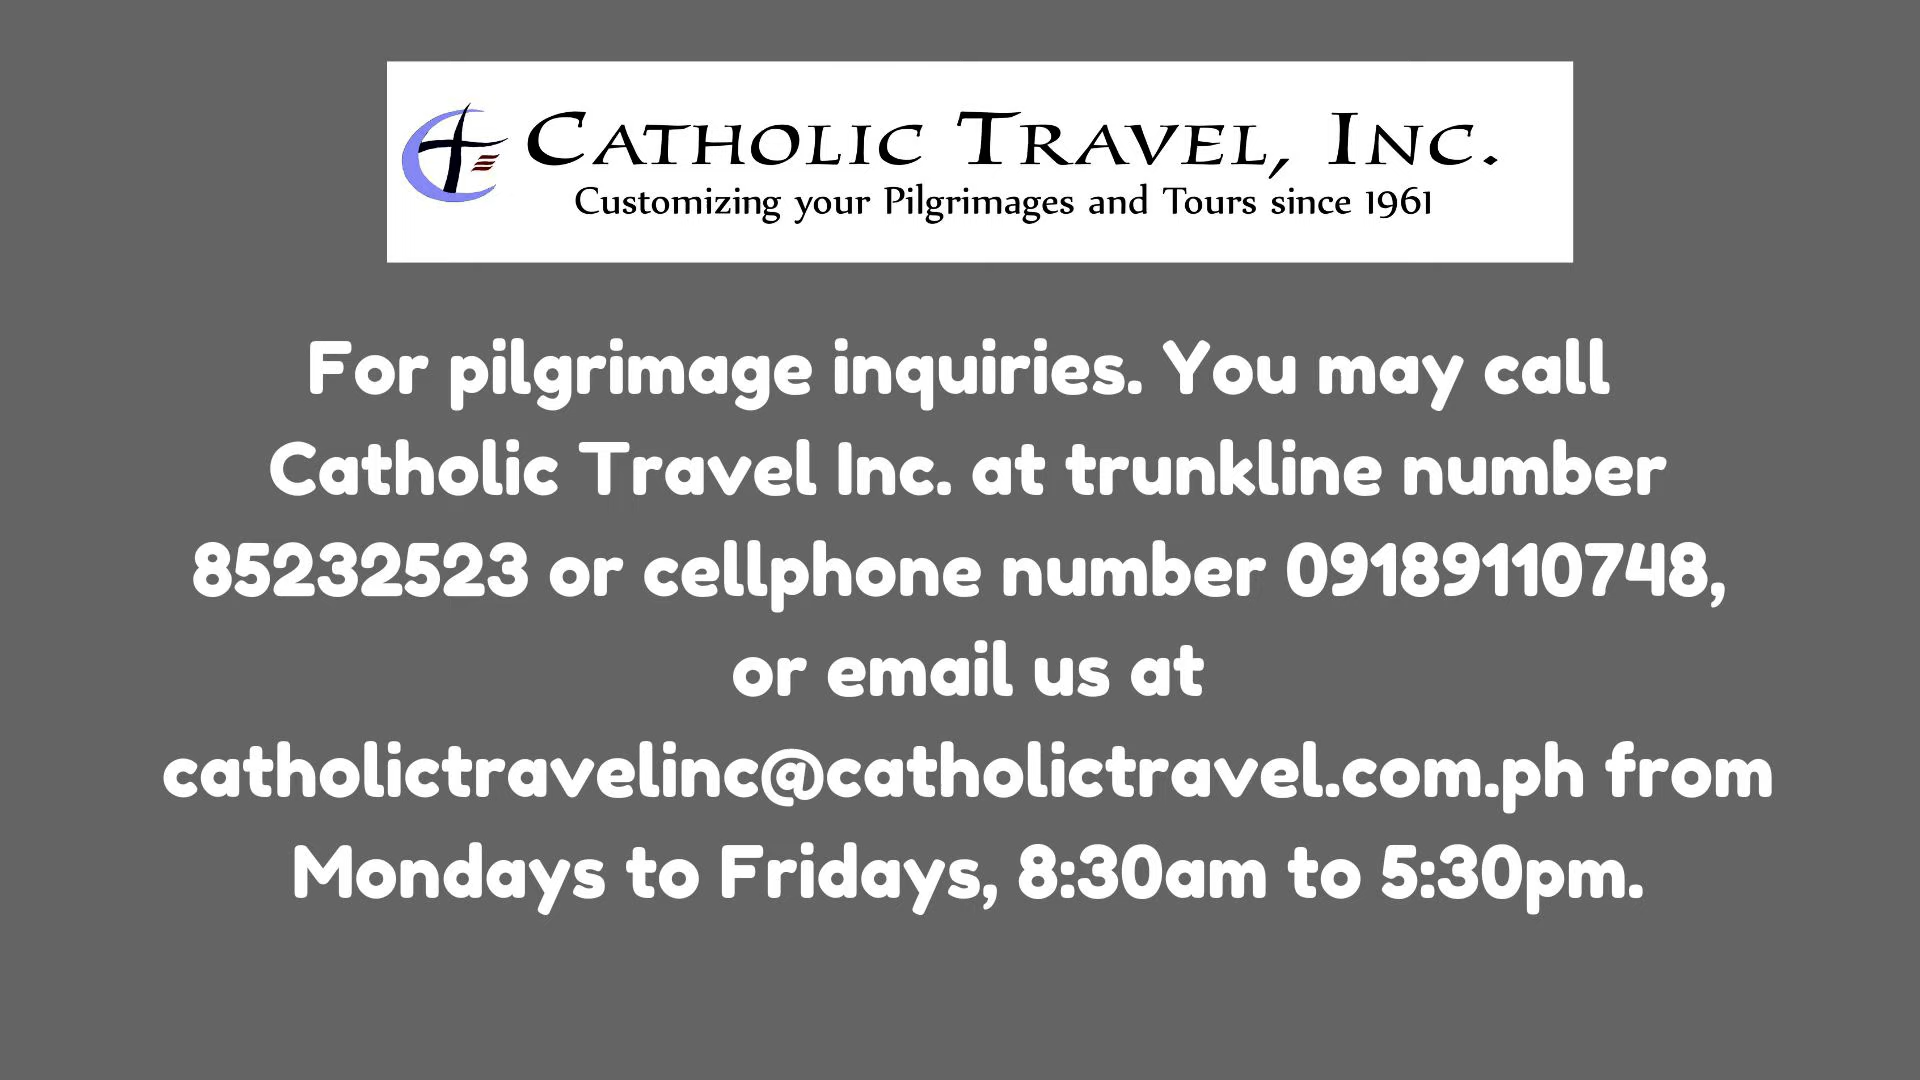 CATHOLIC TRAVEL, INC.
Customizing your Pilgrimages and Tours since 1961
For pilgrimage inquiries. You may call
Catholic Travel Inc. at trunkline number
85232523 or cellphone number 09189110748,
or email us at
catholictravelinc@catholictravel.com.ph from
Mondays to Fridays, 8:30am to 5:30pm.